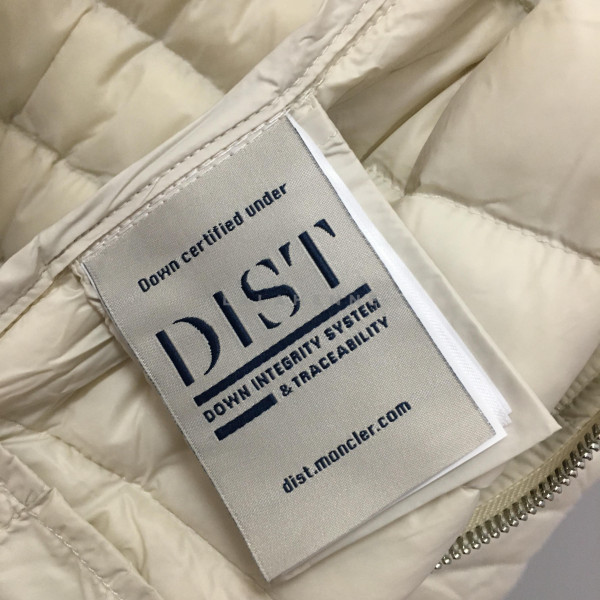 Down certified under
DIST
DOWN INTEGRITY SYSTEM
& TRACEABILITY
dist.moncler.com